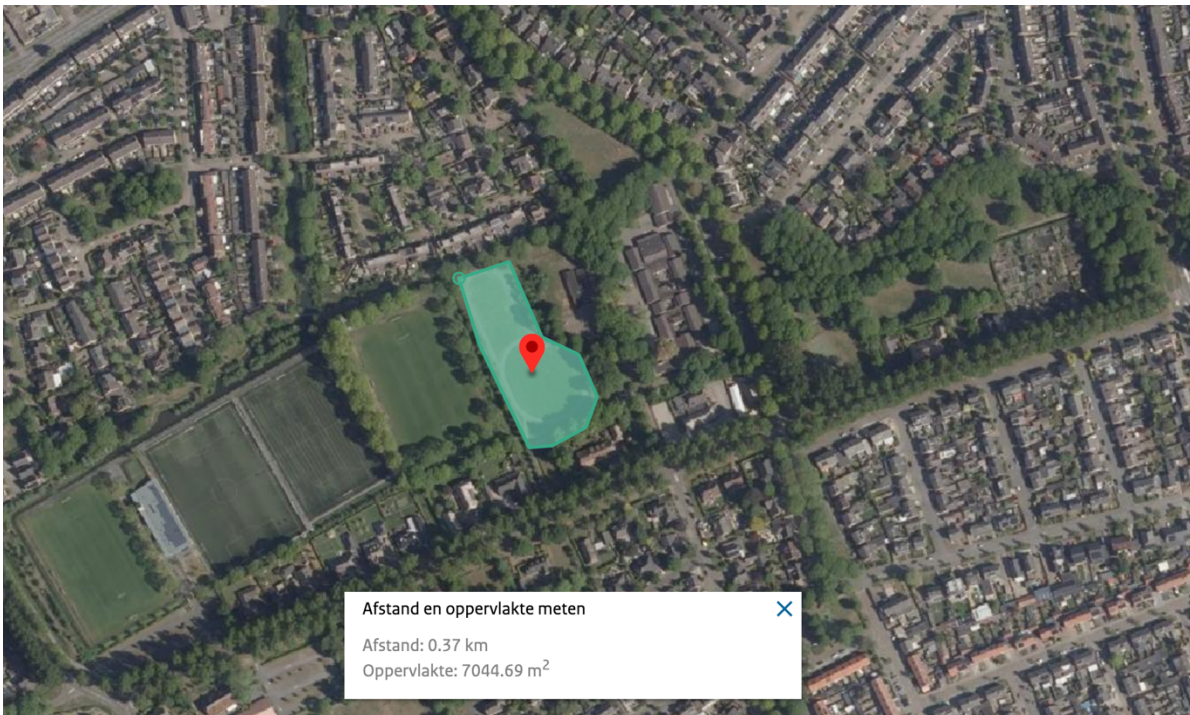 Afstand en oppervlakte meten
Afstand: 0.37 km
Oppervlakte: 7044.69 m²